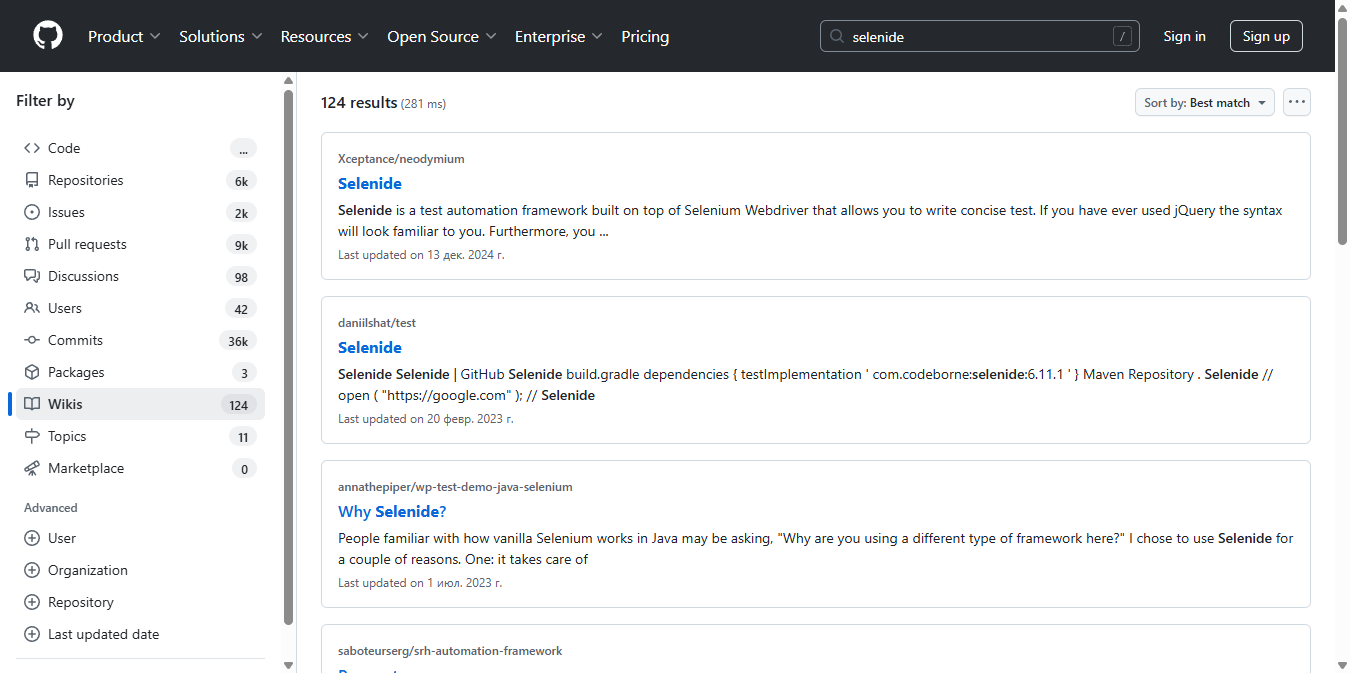 Product Solutions Resources Open Source Enterprise Pricing selenide / Sign in Sign up
Filter by
Code ...
Repositories 6k
Issues 2k
Pull requests 9k
Discussions 98
Users 42
Commits 36k
Packages 3
Wikis 124
Topics 11
Marketplace 0
Advanced
User
Organization
Repository
Last updated date
124 results (281 ms)
Sort by: Best match
Xceptance/neodymium
Selenide
Selenide is a test automation framework built on top of Selenium Webdriver that allows you to write concise test. If you have ever used jQuery the syntax
will look familiar to you. Furthermore, you ...
Last updated on 13 дек. 2024 г.
daniilshat/test
Selenide
Selenide Selenide | GitHub Selenide build.gradle dependencies { testImplementation ' com.codeborne:selenide:6.11.1 ' } Maven Repository . Selenide //
open ( "https://google.com" ); // Selenide
Last updated on 20 февр. 2023 г.
annathepiper/wp-test-demo-java-selenium
Why Selenide?
People familiar with how vanilla Selenium works in Java may be asking, "Why are you using a different type of framework here?" I chose to use Selenide for
a couple of reasons. One: it takes care of
Last updated on 1 июл. 2023 г.
saboteurserg/srh-automation-framework